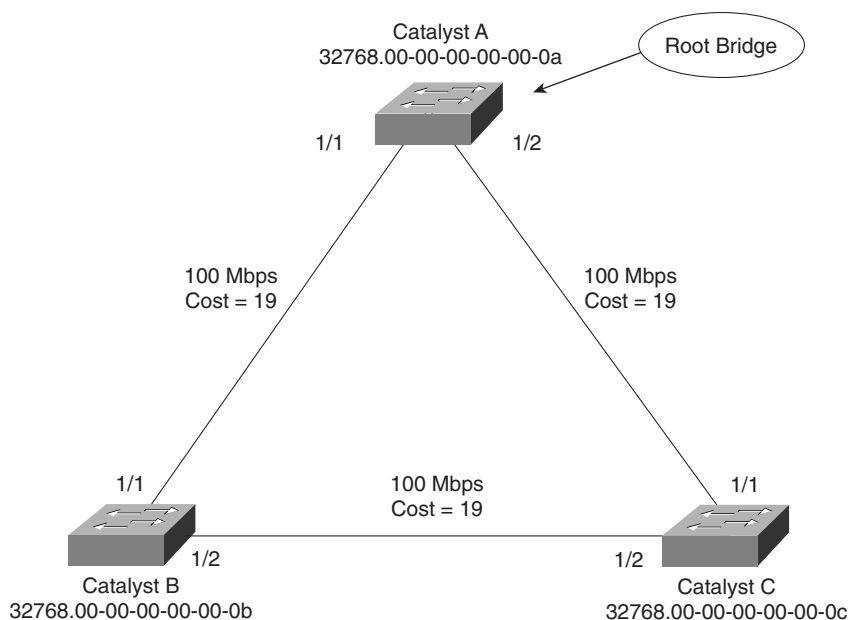 Catalyst A
32768.00-00-00-00-00-0a
Root Bridge
1/1
1/2
100 Mbps
Cost = 19
100 Mbps
Cost = 19
1/1
100 Mbps
Cost = 19
1/1
1/2
1/2
Catalyst B
32768.00-00-00-00-00-0b
Catalyst C
32768.00-00-00-00-00-0c